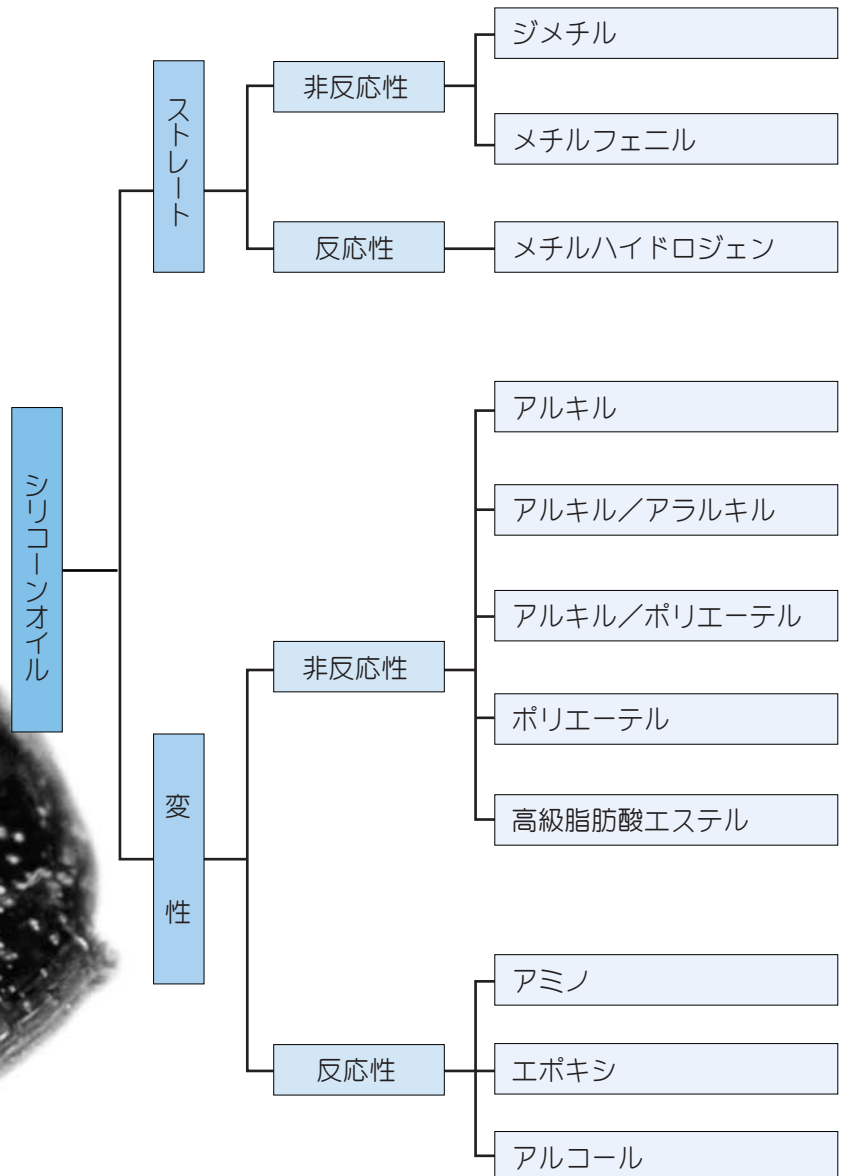 シリコーンオイル
ストレート
非反応性
ジメチル
メチルフェニル
反応性
メチルハイドロジェン
変性
非反応性
アルキル
アルキル／アラルキル
アルキル／ポリエーテル
ポリエーテル
高級脂肪酸エステル
反応性
アミノ
エポキシ
アルコール